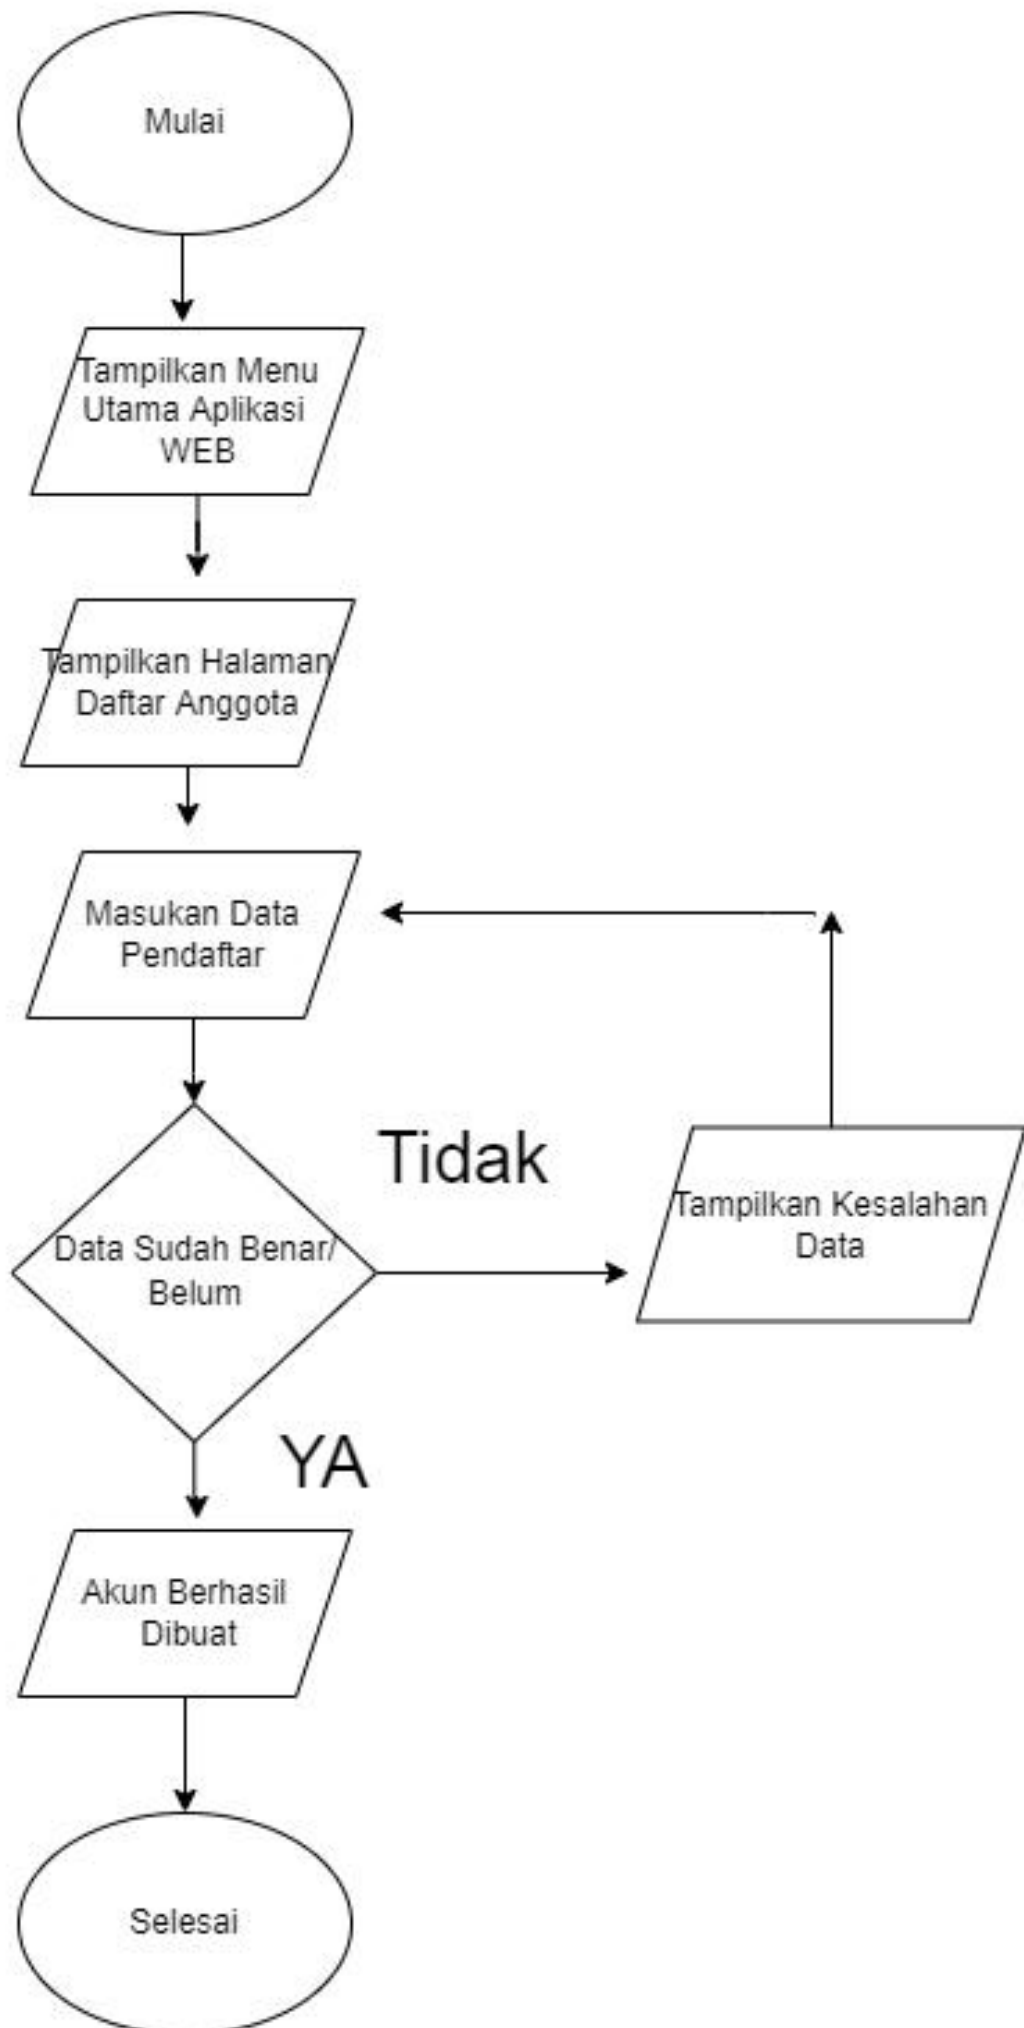 Mulai
Tampilkan Menu
Utama Aplikasi
WEB
Tampilkan Halaman
Daftar Anggota
Masukan Data
Pendaftar
Tidak
Tampilkan Kesalahan
Data
Data Sudah Benar/
Belum
YA
Akun Berhasil
Dibuat
Selesai